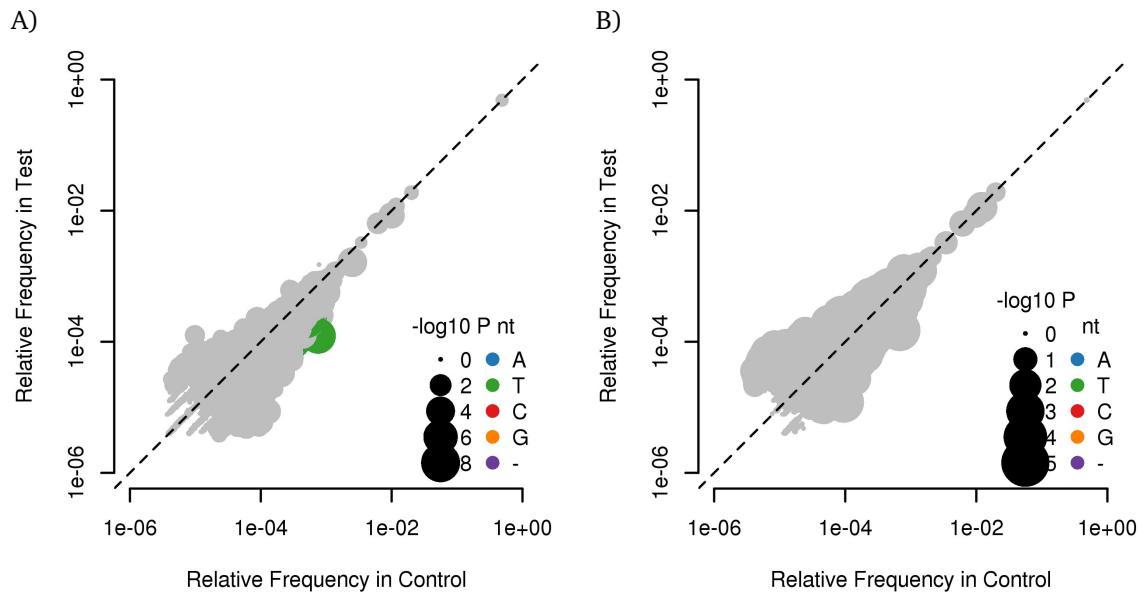 A)
Relative Frequency in Test
1e+00
1e-02
1e-04
1e-06
1e-06 1e-04 1e-02 1e+00
Relative Frequency in Control
-log10 P nt
0 A
2 T
4 C
6 G
8 -
B)
Relative Frequency in Test
1e+00
1e-02
1e-04
1e-06
1e-06 1e-04 1e-02 1e+00
Relative Frequency in Control
-log10 P
0 nt
1 A
2 T
3 C
4 G
5 -